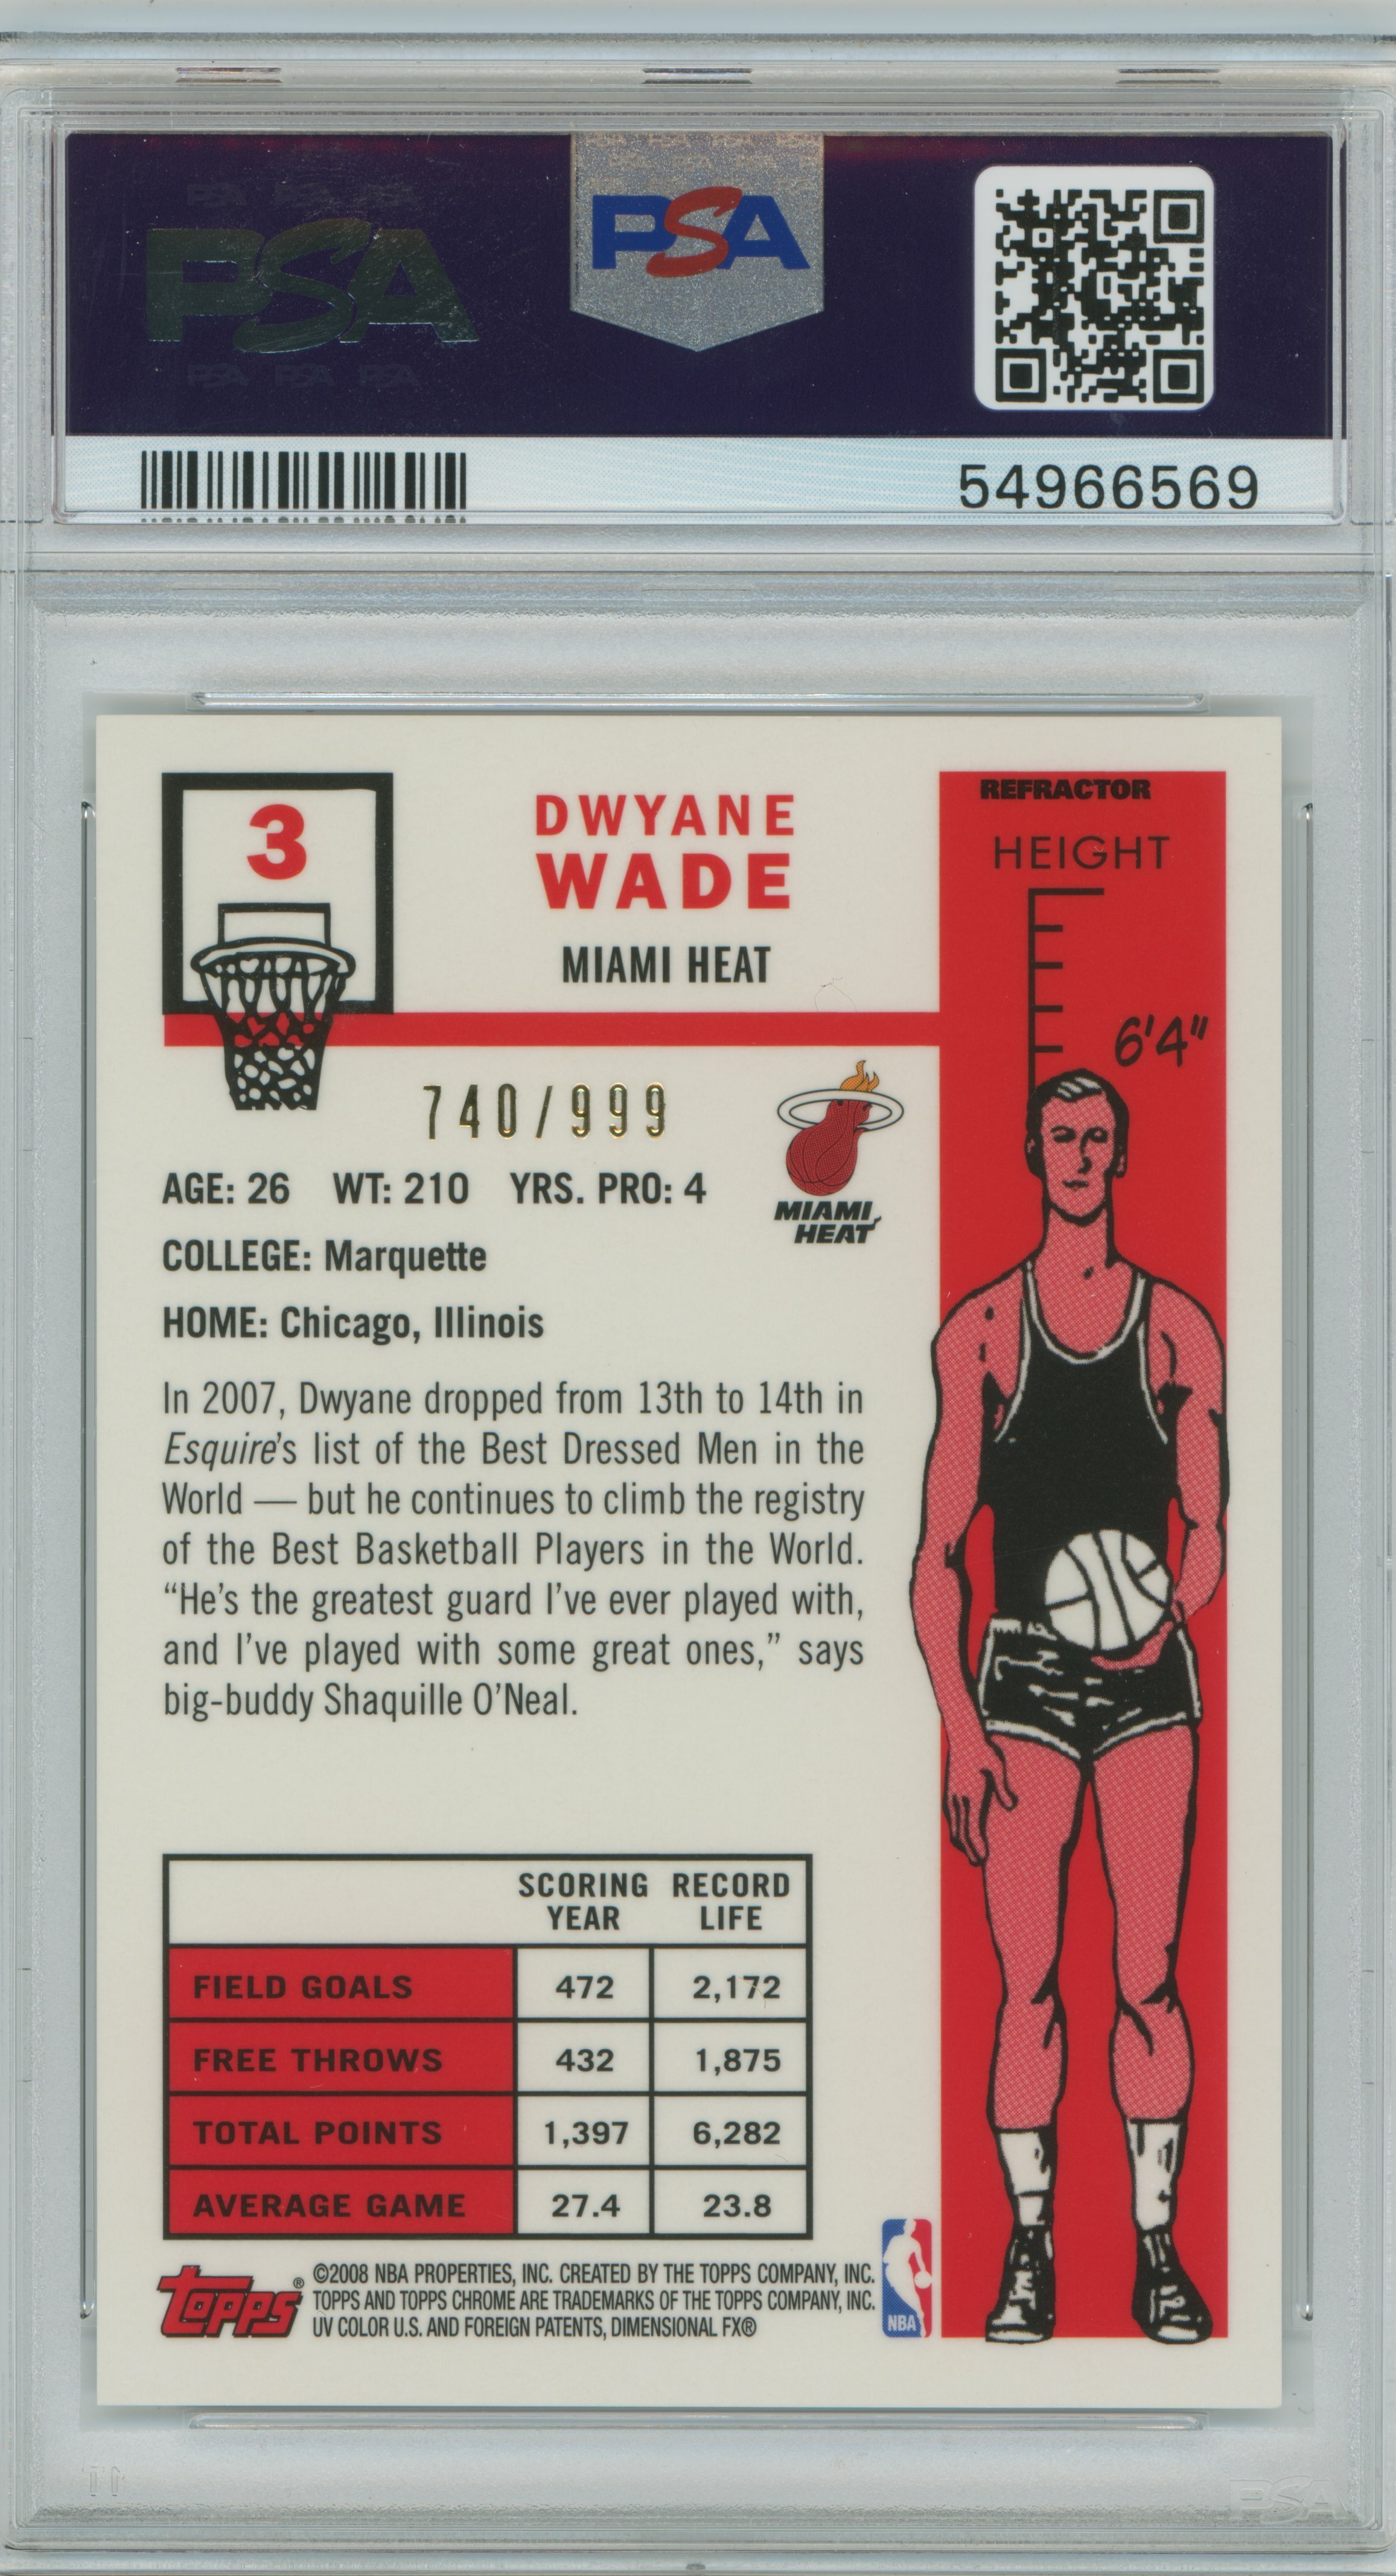 PSA PSA PSA
PSA
PSA PSA PSA
PSA
54966569
3
DWYANE
WADE
MIAMI HEAT
REFRACTOR
HEIGHT
6'4"
740/999
MIAMI
HEAT
AGE: 26 WT: 210 YRS. PRO: 4
COLLEGE: Marquette
HOME: Chicago, Illinois
In 2007, Dwyane dropped from 13th to 14th in
Esquire's list of the Best Dressed Men in the
World — but he continues to climb the registry
of the Best Basketball Players in the World.
“He's the greatest guard I've ever played with,
and I've played with some great ones,” says
big-buddy Shaquille O'Neal.
SCORING RECORD
YEAR LIFE
FIELD GOALS 472 2,172
FREE THROWS 432 1,875
TOTAL POINTS 1,397 6,282
AVERAGE GAME 27.4 23.8
Topps®
©2008 NBA PROPERTIES, INC. CREATED BY THE TOPPS COMPANY, INC.
TOPPS AND TOPPS CHROME ARE TRADEMARKS OF THE TOPPS COMPANY, INC.
UV COLOR U.S. AND FOREIGN PATENTS, DIMENSIONAL FX®
NBA
PSA